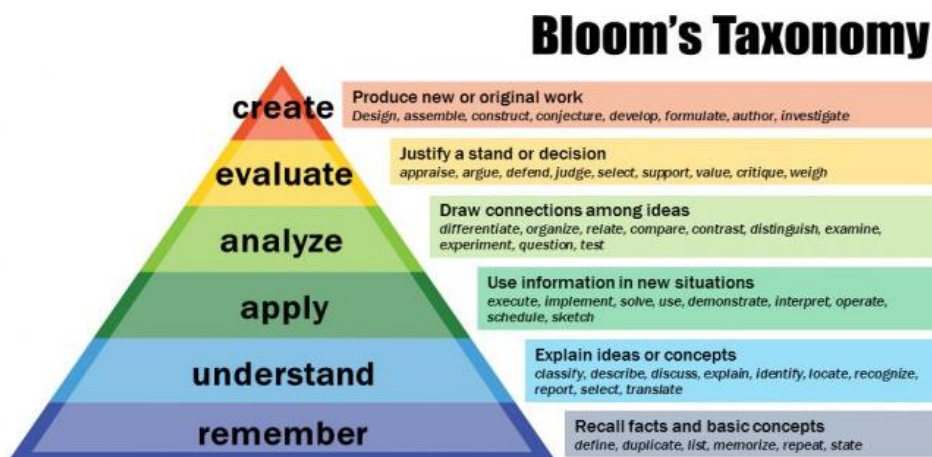 Bloom's Taxonomy
create
Produce new or original work
Design, assemble, construct, conjecture, develop, formulate, author, investigate
evaluate
Justify a stand or decision
appraise, argue, defend, judge, select, support, value, critique, weigh
analyze
Draw connections among ideas
differentiate, organize, relate, compare, contrast, distinguish, examine,
experiment, question, test
apply
Use information in new situations
execute, implement, solve, use, demonstrate, interpret, operate,
schedule, sketch
understand
Explain ideas or concepts
classify, describe, discuss, explain, identify, locate, recognize,
report, select, translate
remember
Recall facts and basic concepts
define, duplicate, list, memorize, repeat, state